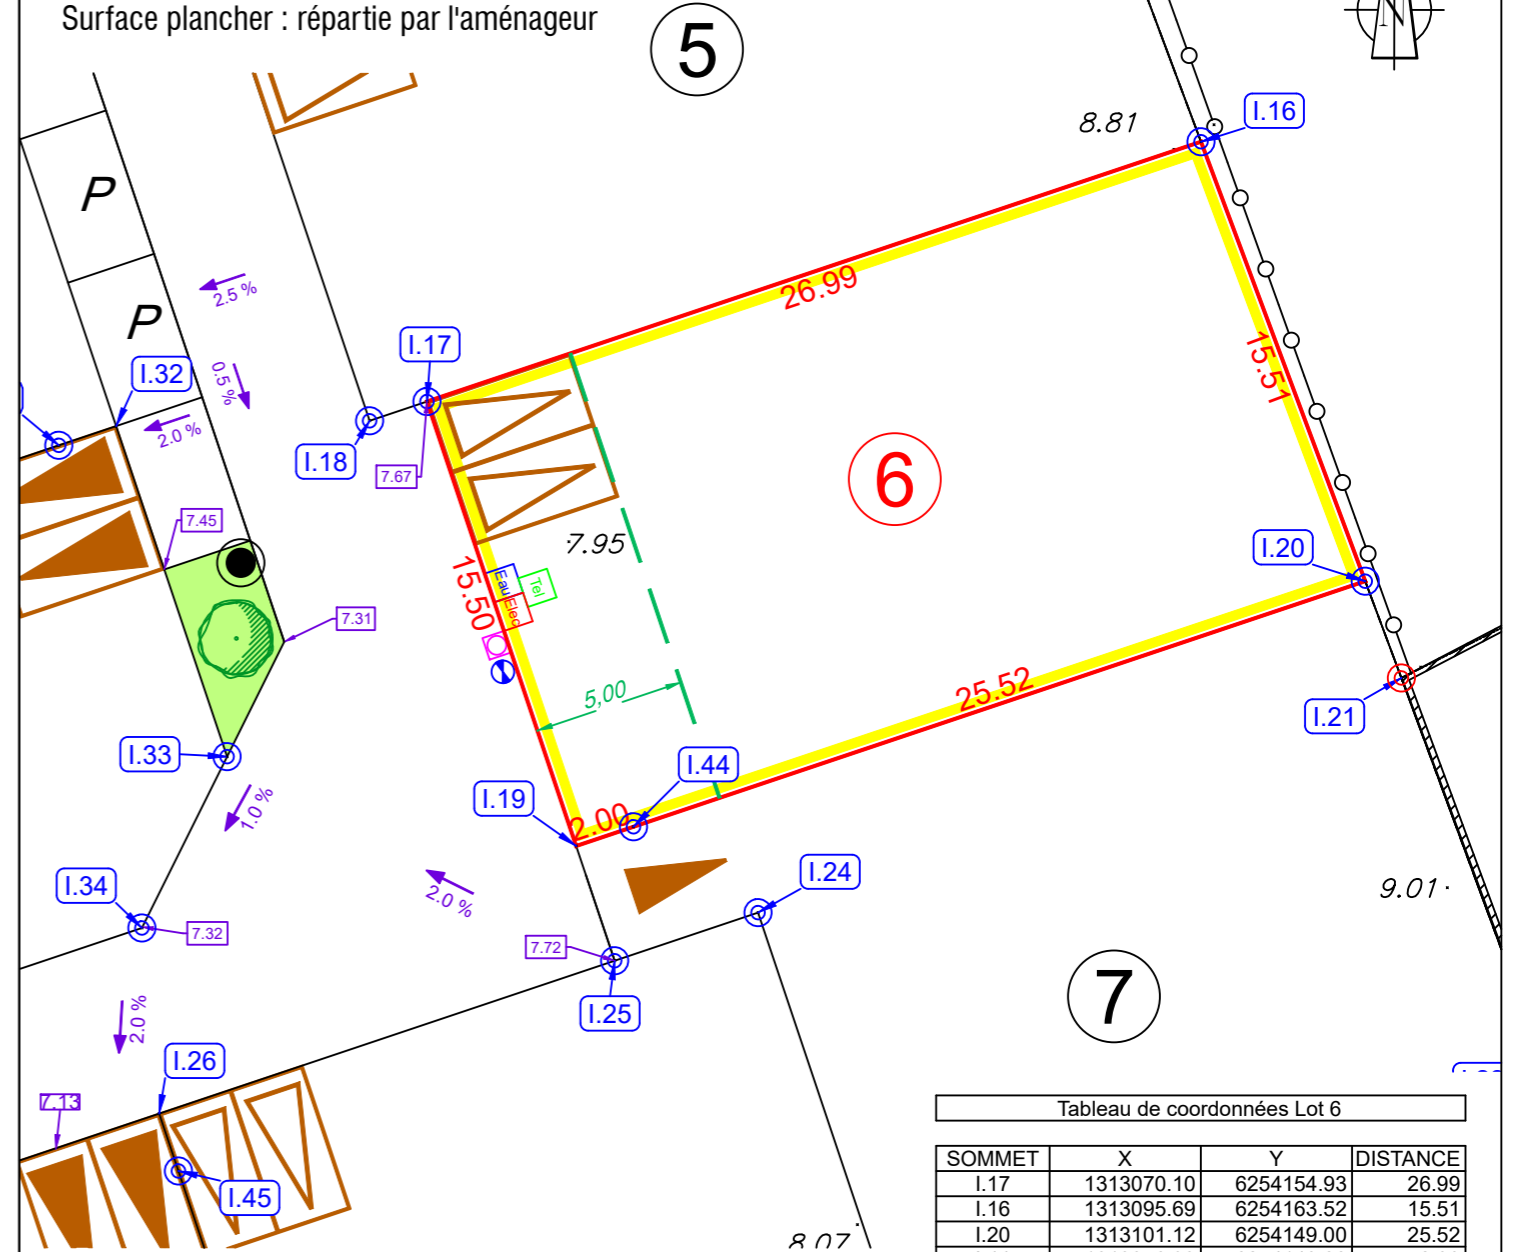 Surface plancher : répartie par l'aménageur
5
N
8.81
I.16
P
26.99
2.5 %
P
I.17
15.51
I.32
0.5 %
2.0 %
I.18
7.67
6
7.45
7.95
I.20
15.50
Eau
Tel
Elec
7.31
5,00
25.52
I.21
I.33
I.44
I.19
2.00
1.0 %
I.34
2.0 %
I.24
9.01
7.32
7.72
7
I.25
2.0 %
I.26
7.13
Tableau de coordonnées Lot 6
SOMMET X Y DISTANCE
I.17 1313070.10 6254154.93 26.99
I.16 1313095.69 6254163.52 15.51
I.20 1313101.12 6254149.00 25.52
I.45
8.07